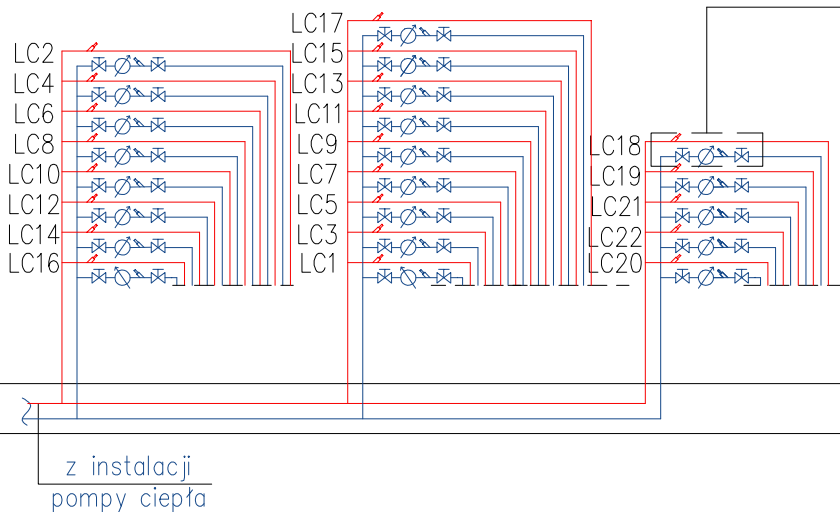 LC2
LC4
LC6
LC8
LC10
LC12
LC14
LC16
LC17
LC15
LC13
LC11
LC9
LC7
LC5
LC3
LC1
LC18
LC19
LC21
LC22
LC20
z instalacji
pompy ciepła